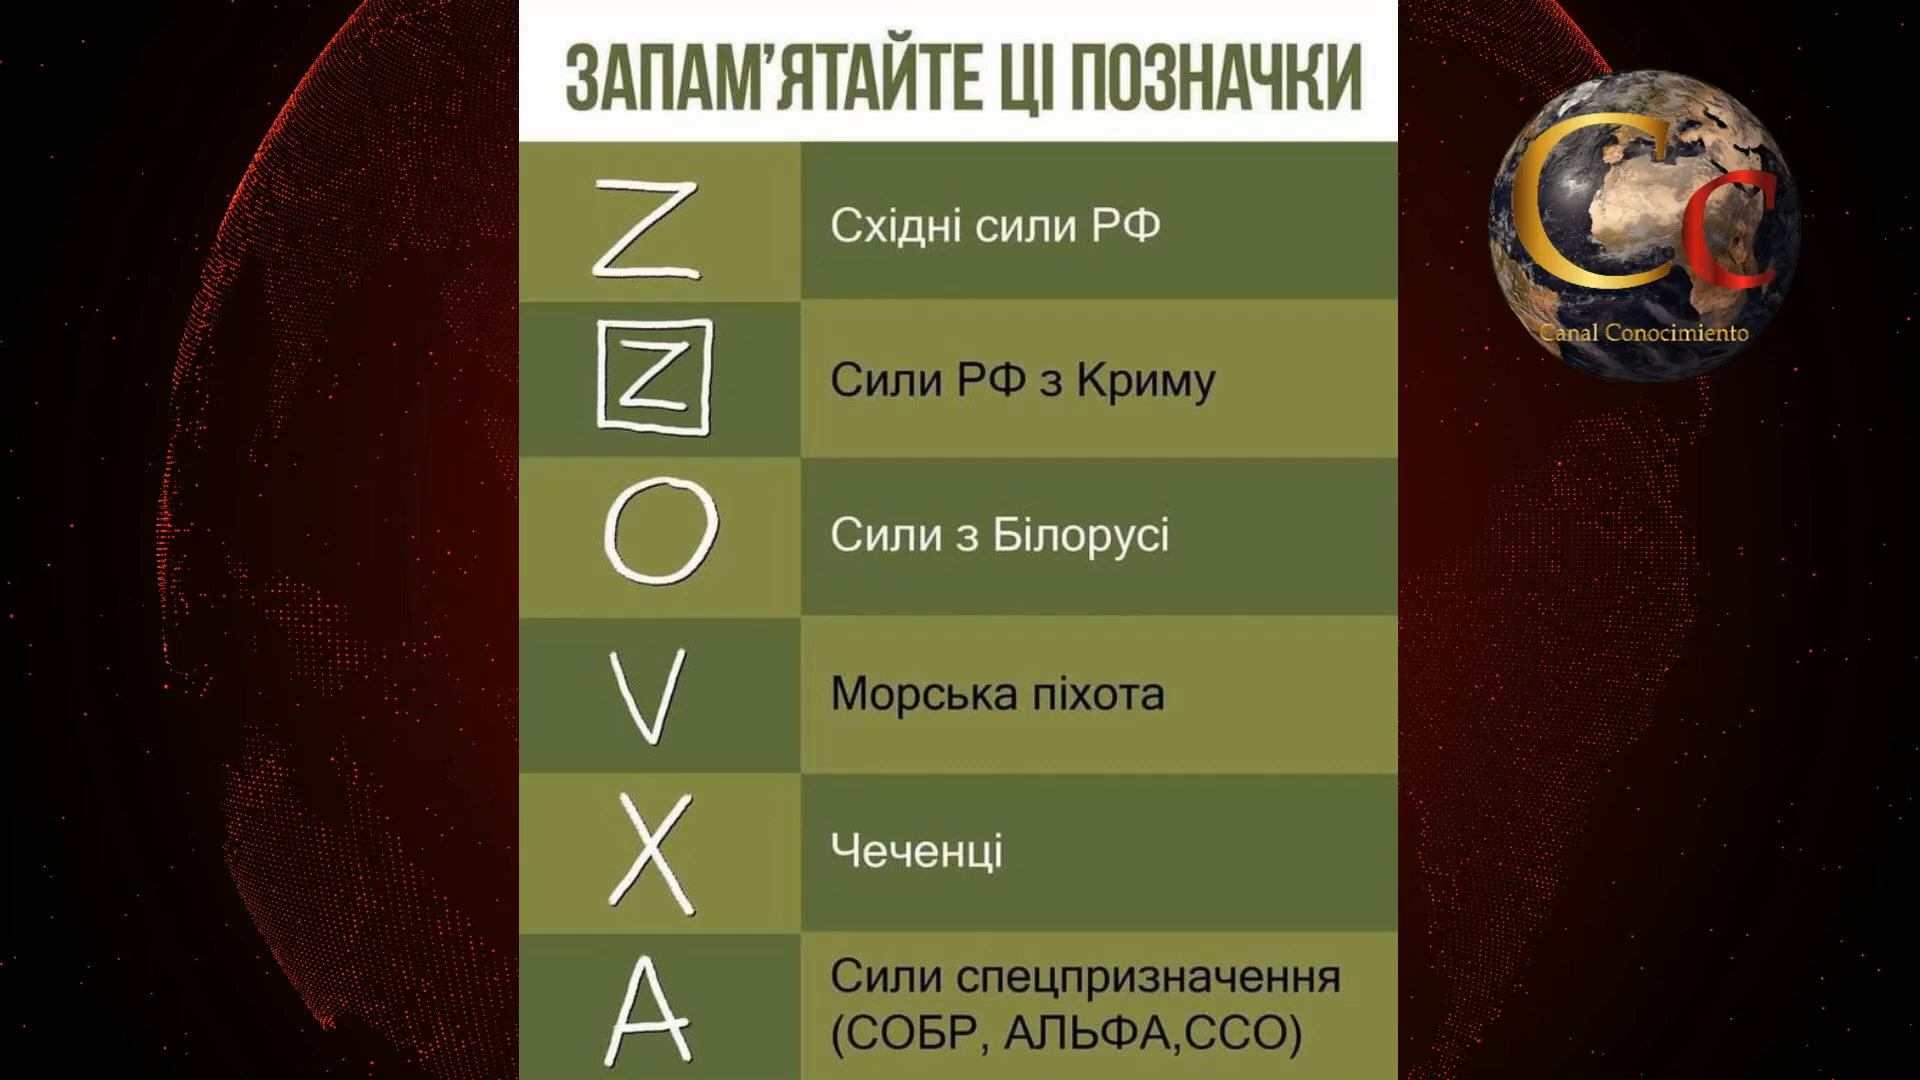 ЗАПАМ’ЯТАЙТЕ ЦІ ПОЗНАЧКИ
Z Східні сили РФ
Z Сили РФ з Криму
O Сили з Білорусі
V Морська піхота
X Чеченці
A Сили спецпризначення
(СОБР, АЛЬФА,ССО)
C C
Canal Conocimiento